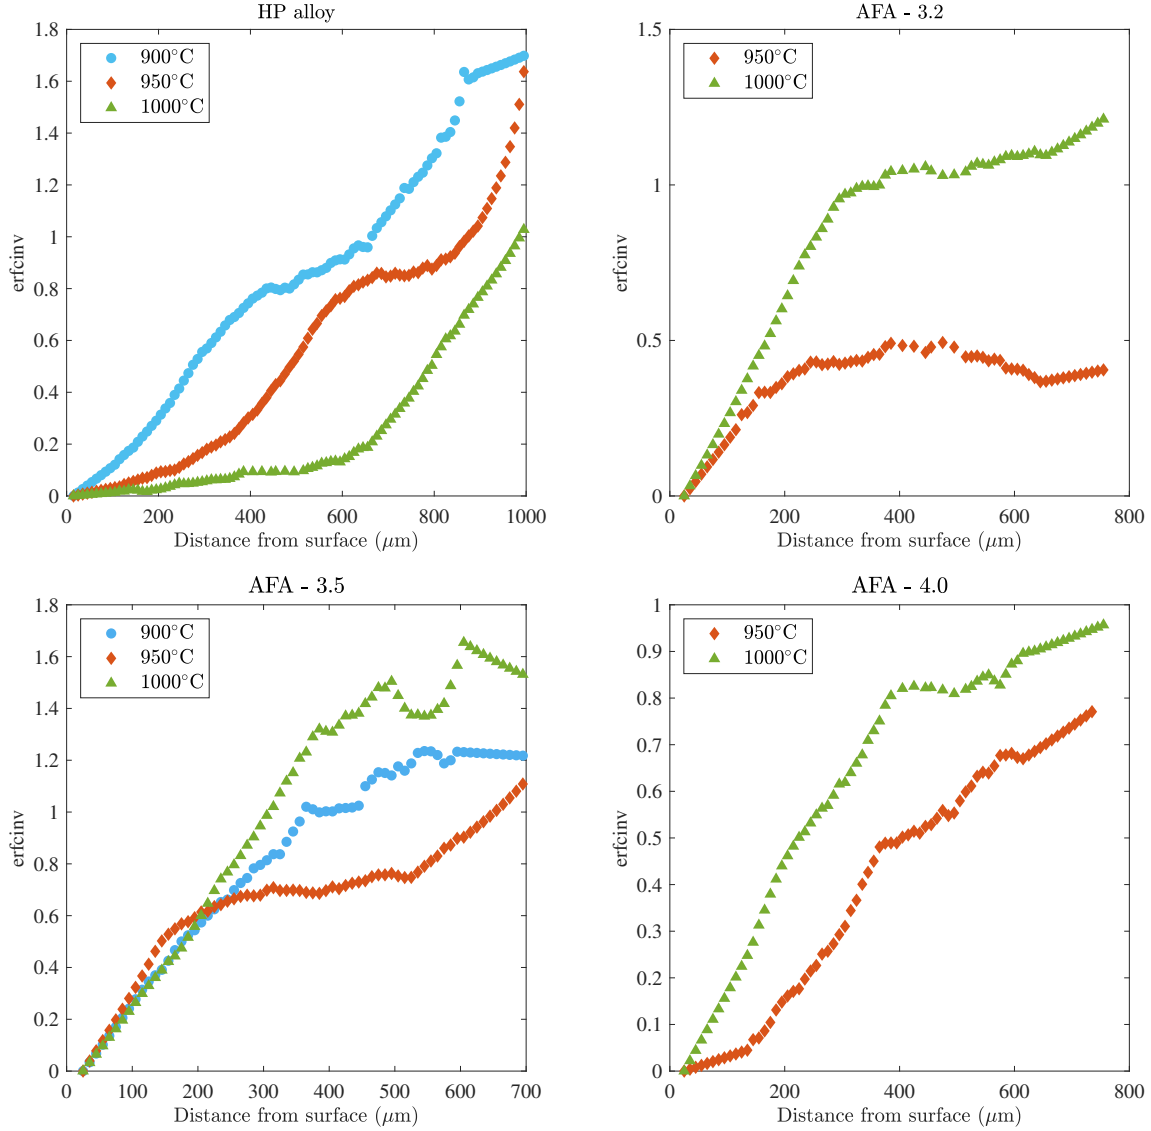 HP alloy
1.8
1.6
1.4
1.2
1
0.8
0.6
0.4
0.2
0
erfcinv
900°C
950°C
1000°C
0 200 400 600 800 1000
Distance from surface (μm)
AFA - 3.2
1.5
1
0.5
0
erfcinv
950°C
1000°C
0 200 400 600 800
Distance from surface (μm)
AFA - 3.5
1.8
1.6
1.4
1.2
1
0.8
0.6
0.4
0.2
0
erfcinv
900°C
950°C
1000°C
0 100 200 300 400 500 600 700
Distance from surface (μm)
AFA - 4.0
1
0.9
0.8
0.7
0.6
0.5
0.4
0.3
0.2
0.1
0
erfcinv
950°C
1000°C
0 200 400 600 800
Distance from surface (μm)